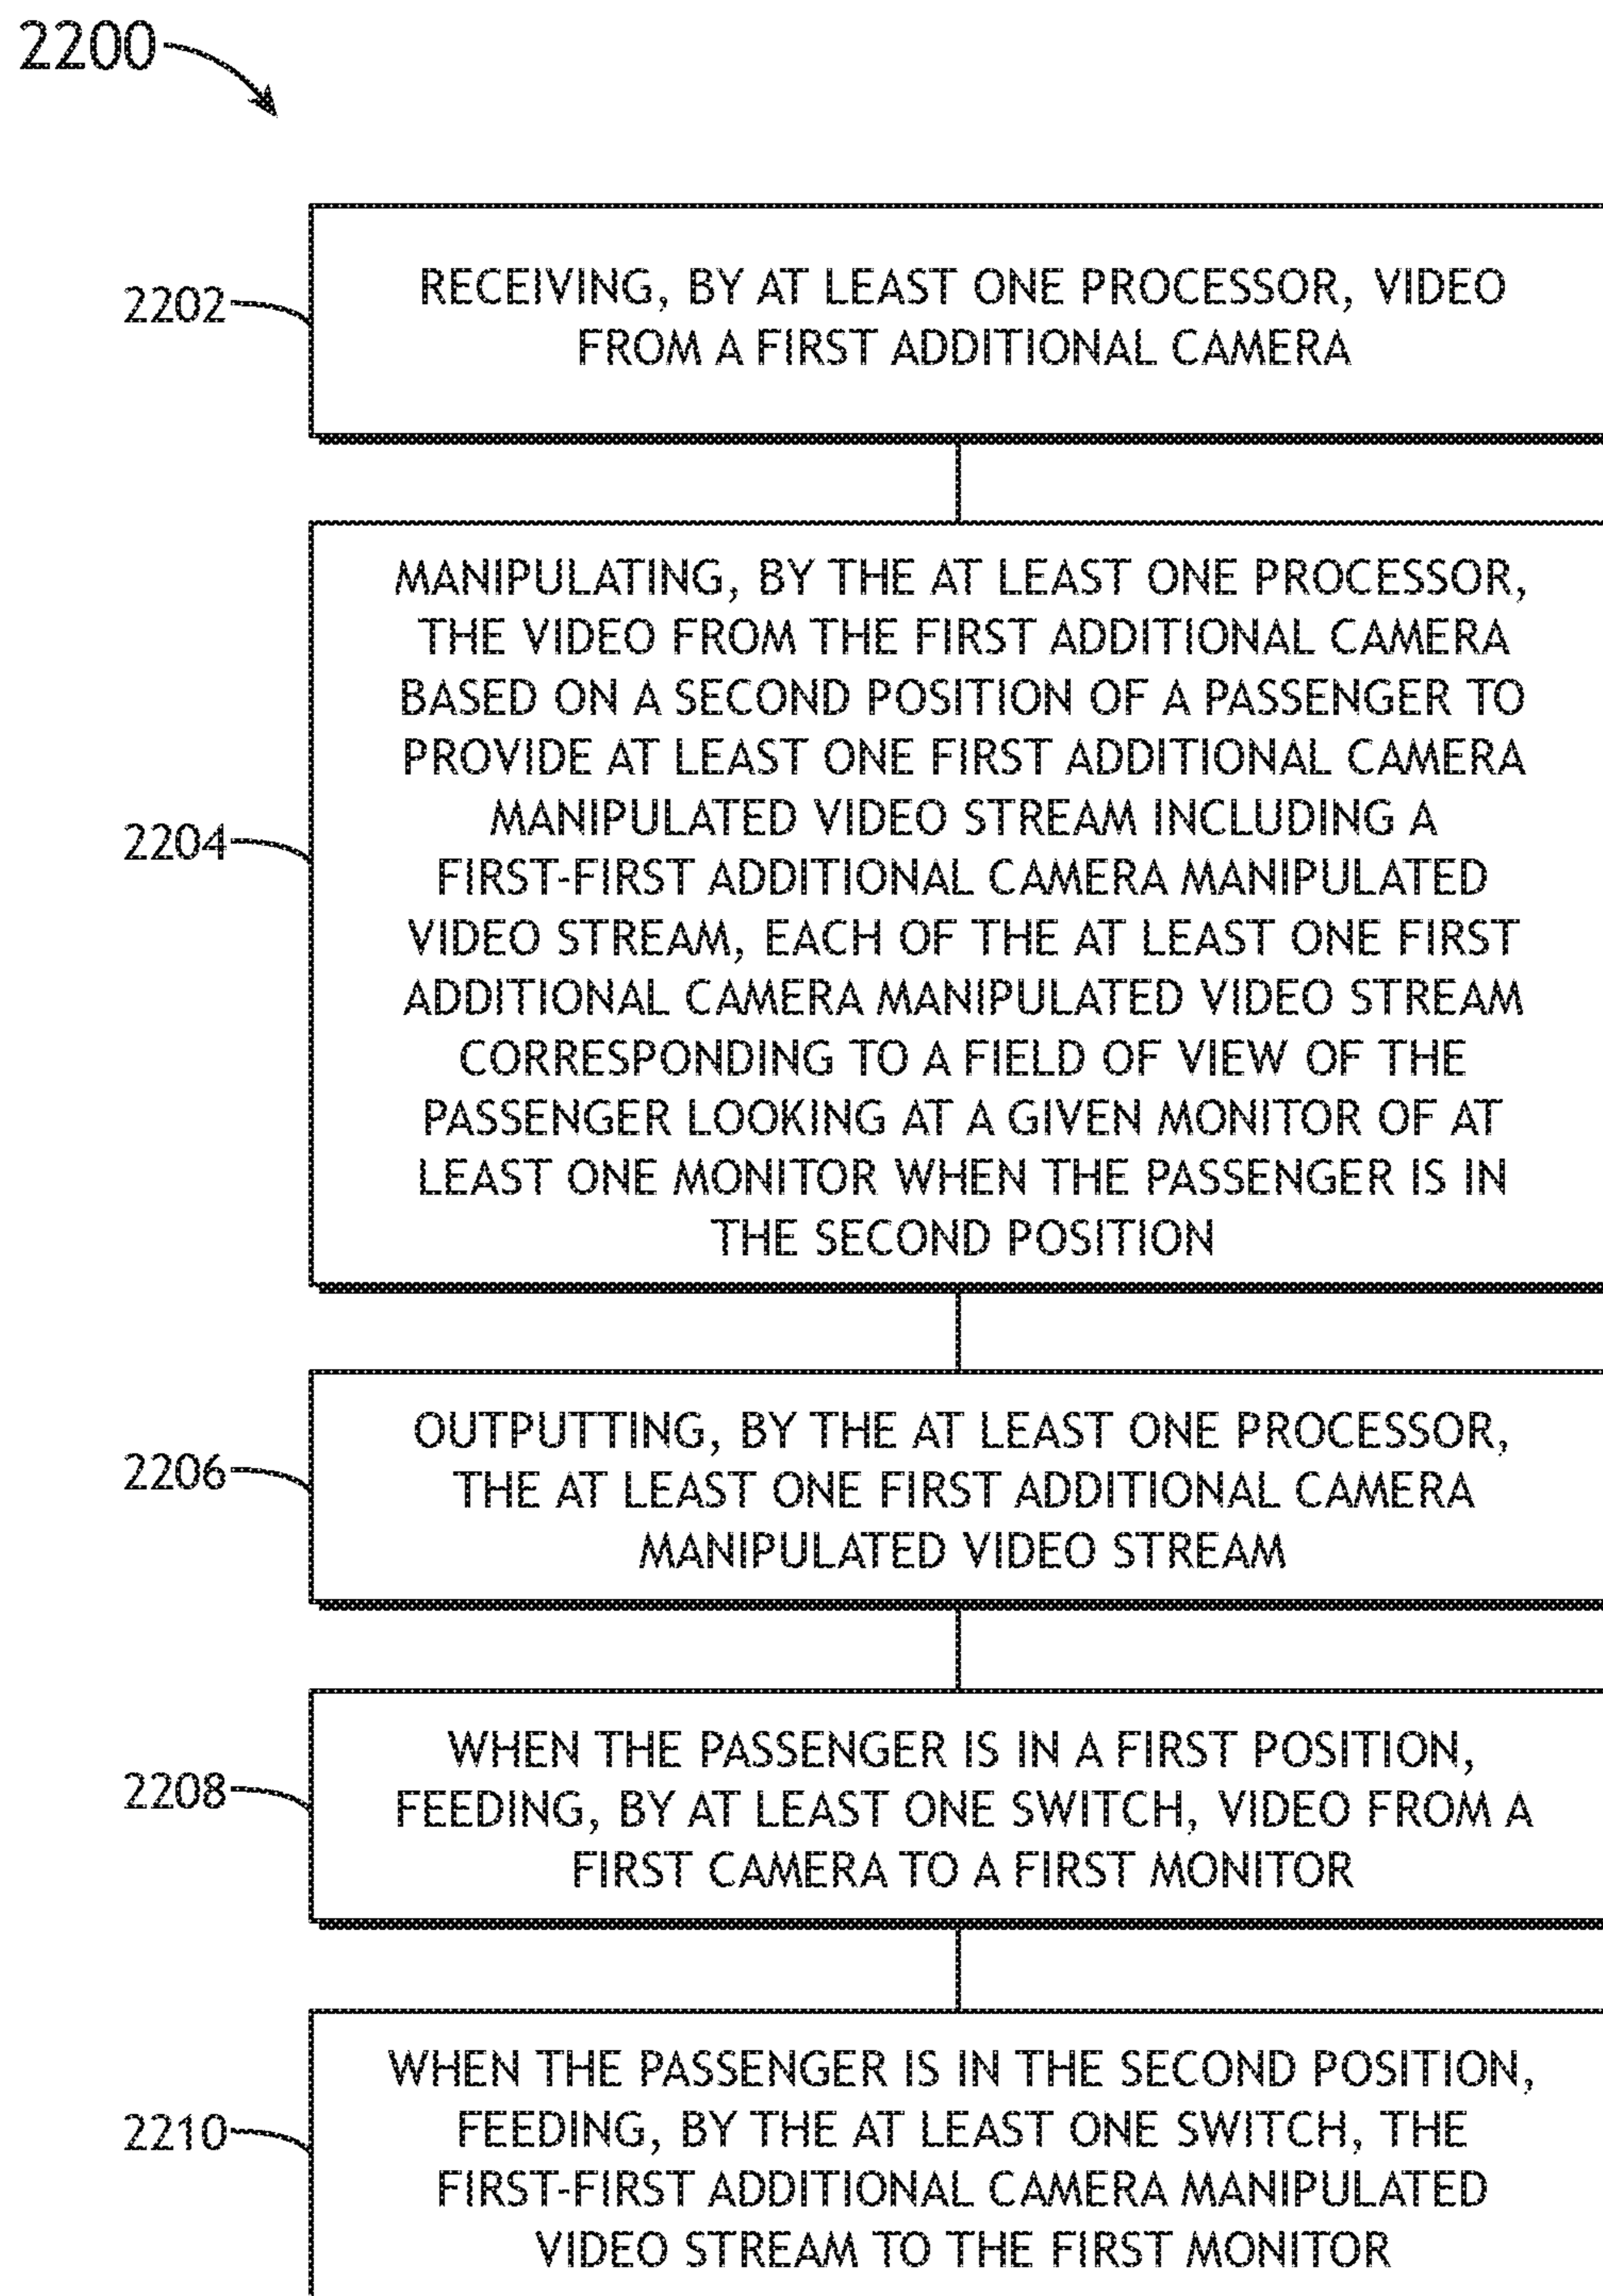 2200
2202
RECEIVING, BY AT LEAST ONE PROCESSOR, VIDEO
FROM A FIRST ADDITIONAL CAMERA
2204
MANIPULATING, BY THE AT LEAST ONE PROCESSOR,
THE VIDEO FROM THE FIRST ADDITIONAL CAMERA
BASED ON A SECOND POSITION OF A PASSENGER TO
PROVIDE AT LEAST ONE FIRST ADDITIONAL CAMERA
MANIPULATED VIDEO STREAM INCLUDING A
FIRST-FIRST ADDITIONAL CAMERA MANIPULATED
VIDEO STREAM, EACH OF THE AT LEAST ONE FIRST
ADDITIONAL CAMERA MANIPULATED VIDEO STREAM
CORRESPONDING TO A FIELD OF VIEW OF THE
PASSENGER LOOKING AT A GIVEN MONITOR OF AT
LEAST ONE MONITOR WHEN THE PASSENGER IS IN
THE SECOND POSITION
2206
OUTPUTTING, BY THE AT LEAST ONE PROCESSOR,
THE AT LEAST ONE FIRST ADDITIONAL CAMERA
MANIPULATED VIDEO STREAM
2208
WHEN THE PASSENGER IS IN A FIRST POSITION,
FEEDING, BY AT LEAST ONE SWITCH, VIDEO FROM A
FIRST CAMERA TO A FIRST MONITOR
2210
WHEN THE PASSENGER IS IN THE SECOND POSITION,
FEEDING, BY THE AT LEAST ONE SWITCH, THE
FIRST-FIRST ADDITIONAL CAMERA MANIPULATED
VIDEO STREAM TO THE FIRST MONITOR